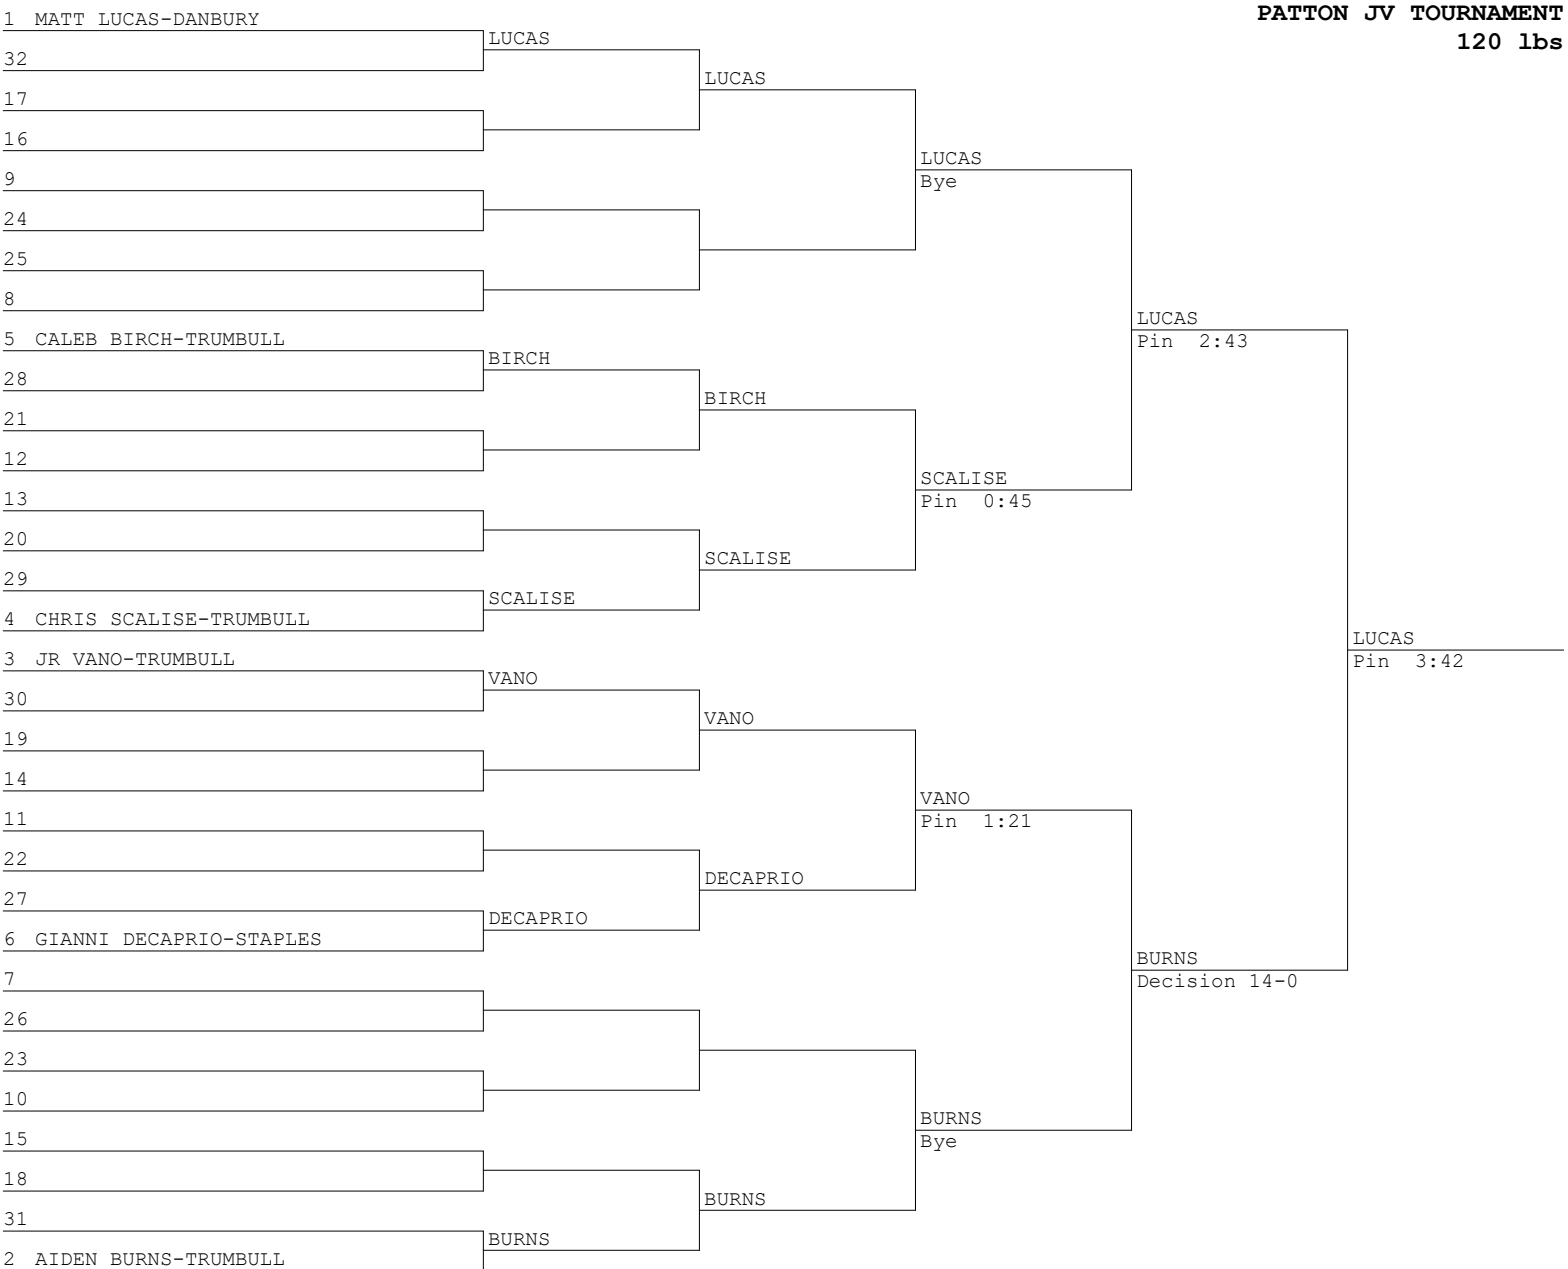 PATTON JV TOURNAMENT
120 lbs
1 MATT LUCAS-DANBURY
LUCAS
32
LUCAS
17
16
LUCAS
9
Bye
24
25
8
LUCAS
5 CALEB BIRCH-TRUMBULL
Pin 2:43
BIRCH
28
BIRCH
21
12
SCALISE
13
Pin 0:45
20
SCALISE
29
SCALISE
4 CHRIS SCALISE-TRUMBULL
LUCAS
3 JR VANO-TRUMBULL
Pin 3:42
VANO
30
VANO
19
14
VANO
11
Pin 1:21
22
DECAPRIO
27
DECAPRIO
6 GIANNI DECAPRIO-STAPLES
BURNS
7
Decision 14-0
26
23
10
BURNS
15
Bye
18
BURNS
31
BURNS
2 AIDEN BURNS-TRUMBULL